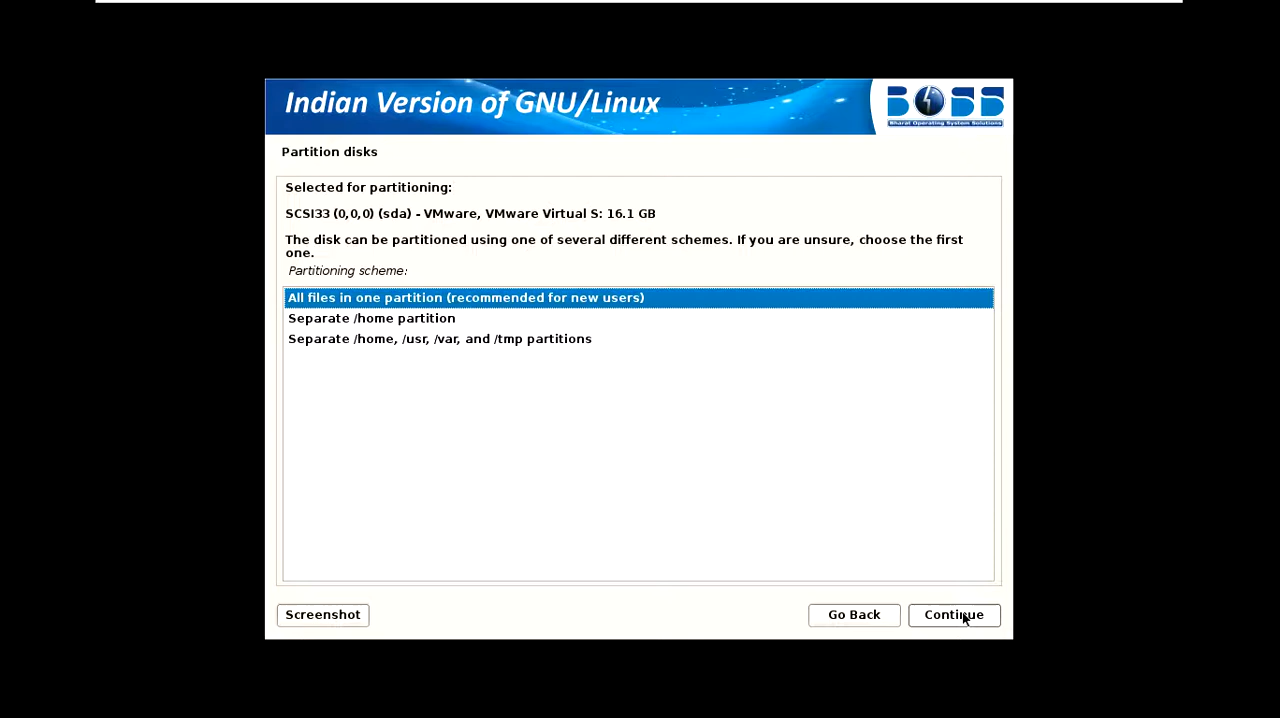 Indian Version of GNU/Linux
BOSS
Bharat Operating System Solutions
Partition disks
Selected for partitioning:
SCSI33 (0,0,0) (sda) - VMware, VMware Virtual S: 16.1 GB
The disk can be partitioned using one of several different schemes. If you are unsure, choose the first
one.
Partitioning scheme:
All files in one partition (recommended for new users)
Separate /home partition
Separate /home, /usr, /var, and /tmp partitions
Screenshot
Go Back
Continue